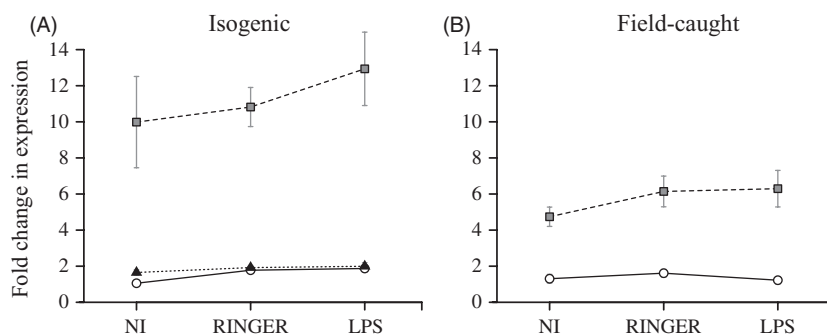 (A)
Isogenic
Fold change in expression
14
12
10
8
6
4
2
0
NI
RINGER
LPS
(B)
Field-caught
14
12
10
8
6
4
2
0
NI
RINGER
LPS